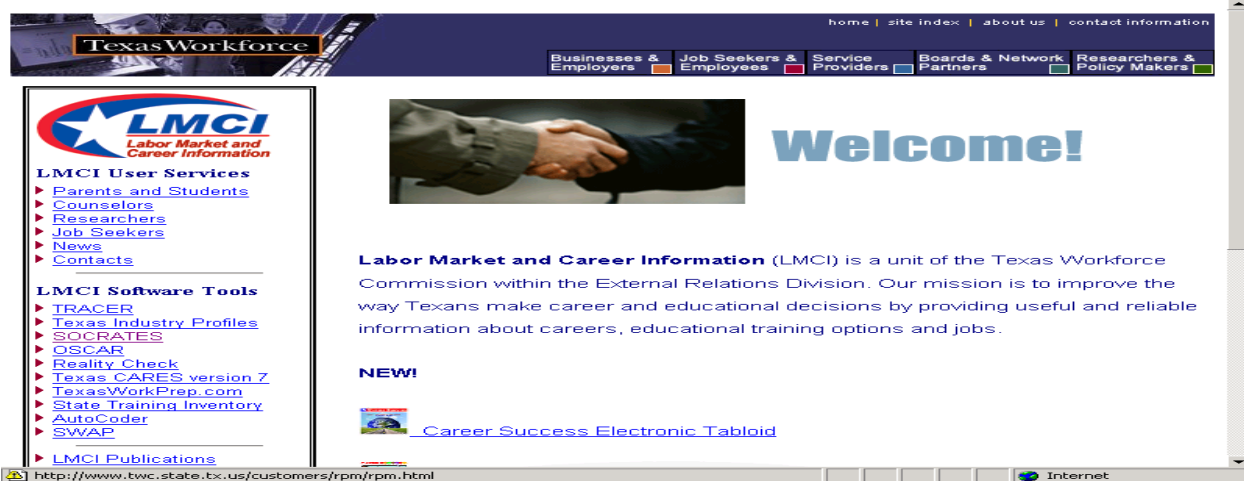 home | site index | about us | contact information
TexasWorkforce
Businesses & Employers
Job Seekers & Employees
Service Providers
Boards & Network Partners
Researchers & Policy Makers
LMCI
Labor Market and
Career Information
LMCI User Services
Parents and Students
Counselors
Researchers
Job Seekers
News
Contacts
LMCI Software Tools
TRACER
Texas Industry Profiles
SOCRATES
OSCAR
Reality Check
Texas CARES version 7
TexasWorkPrep.com
State Training Inventory
AutoCoder
SWAP
LMCI Publications
Welcome!
Labor Market and Career Information (LMCI) is a unit of the Texas Workforce
Commission within the External Relations Division. Our mission is to improve the
way Texans make career and educational decisions by providing useful and reliable
information about careers, educational training options and jobs.
NEW!
Career Success Electronic Tabloid
http://www.twc.state.tx.us/customers/rpm/rpm.html
Internet